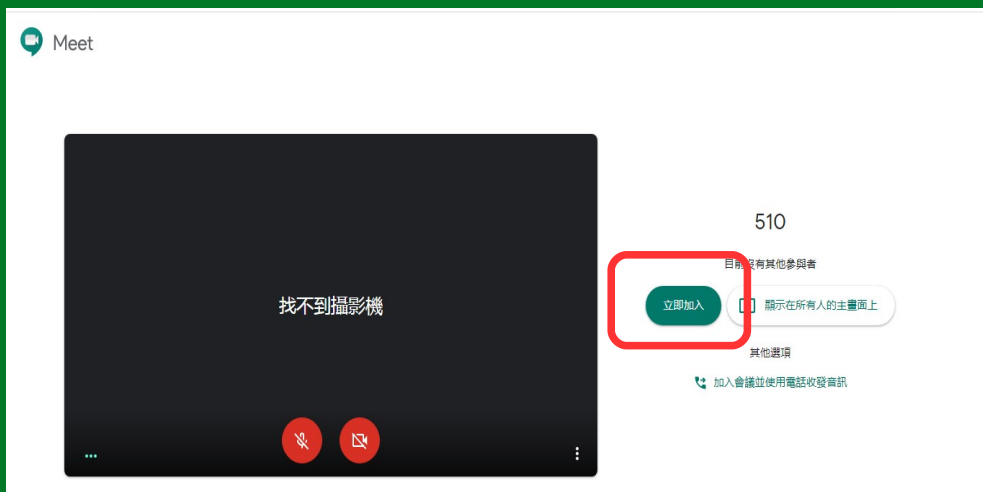 Meet
找不到攝影機
510
目前沒有其他參與者
立即加入
顯示在所有人的主畫面上
其他選項
加入會議並使用電話收發音訊